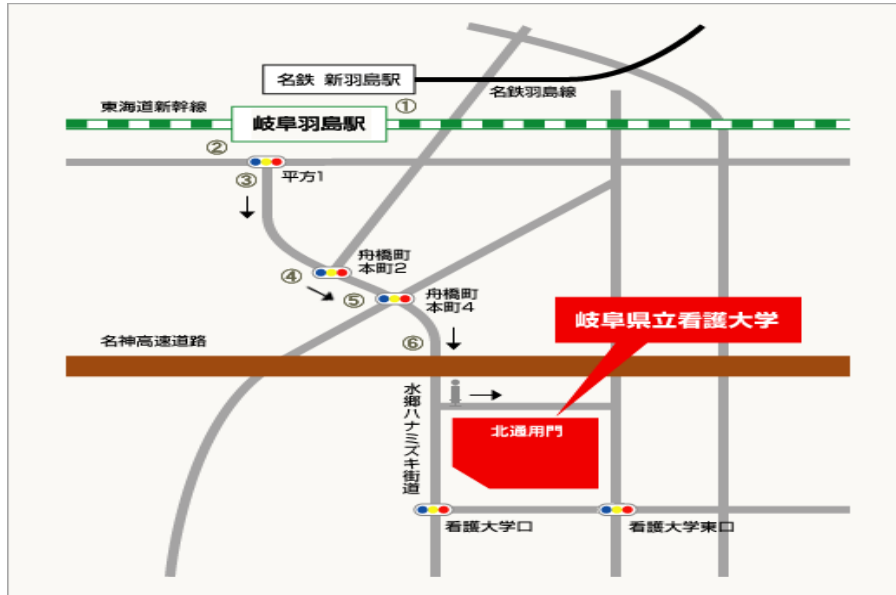 名鉄 新羽島駅
名鉄羽島線
①
東海道新幹線
岐阜羽島駅
②
③
平方1
④
舟橋町
本町2
⑤
舟橋町
本町4
岐阜県立看護大学
⑥
名神高速道路
水郷ハナミズキ街道
北通用門
看護大学口
看護大学東口